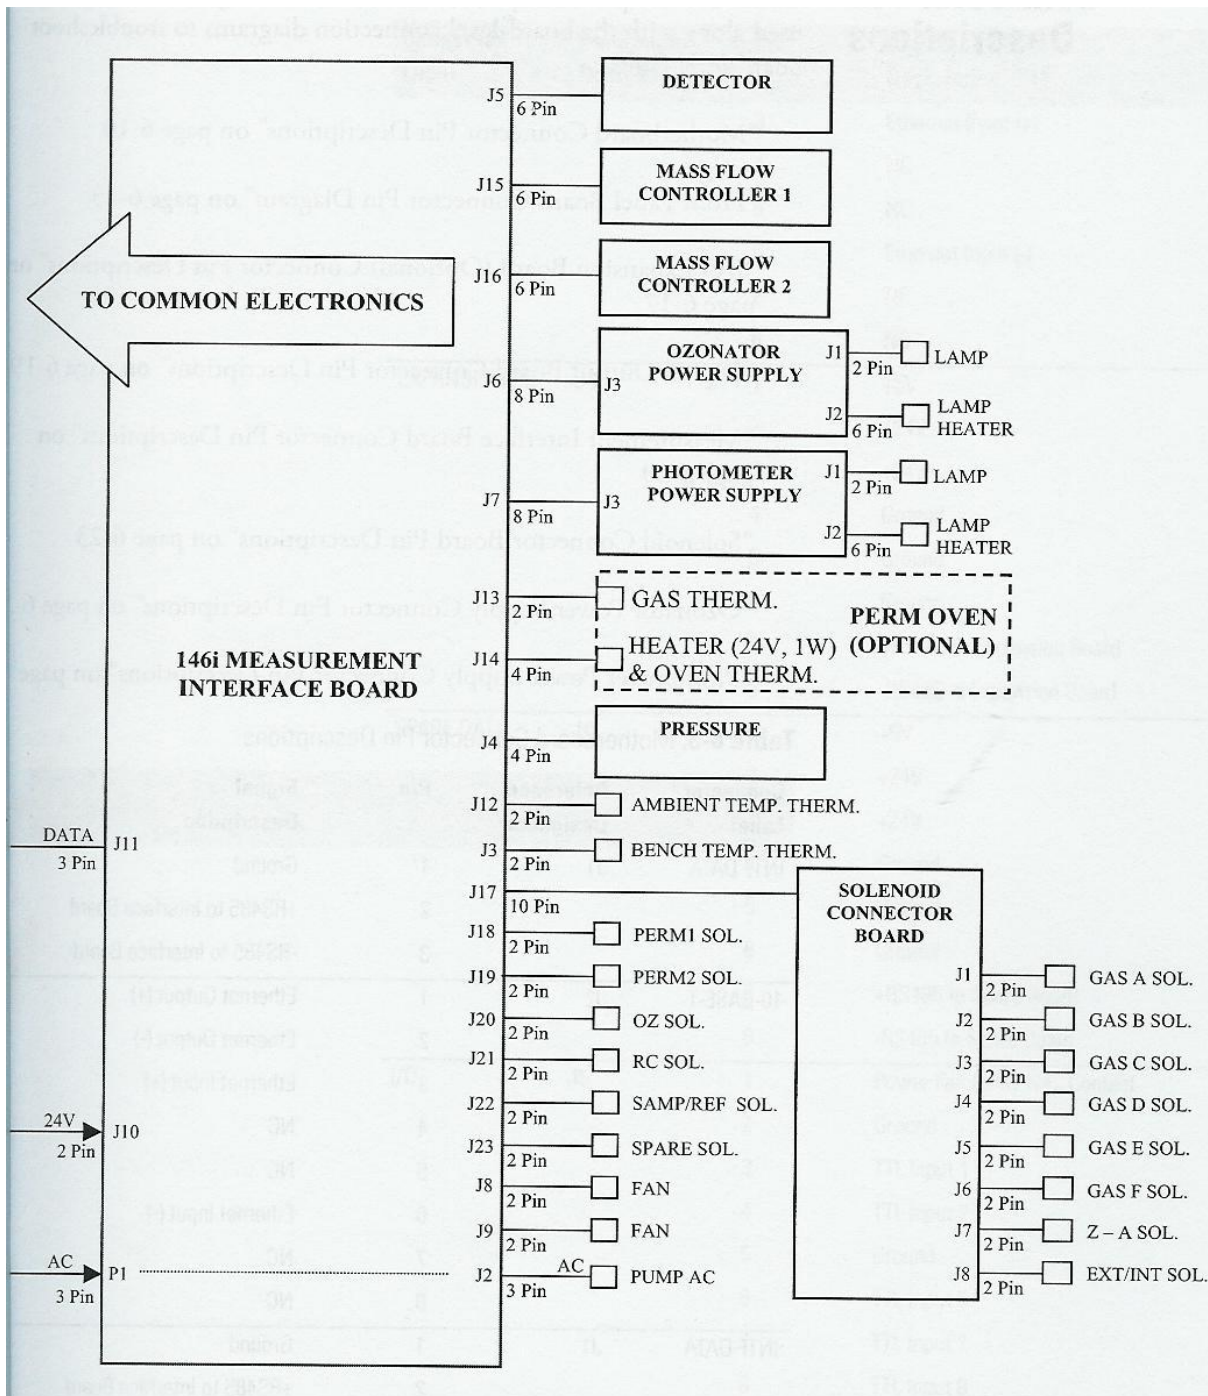 J5
6 Pin
DETECTOR
J15
6 Pin
MASS FLOW
CONTROLLER 1
J16
6 Pin
MASS FLOW
CONTROLLER 2
TO COMMON ELECTRONICS
J6
8 Pin
J3
OZONATOR
POWER SUPPLY
J1
2 Pin
LAMP
J2
6 Pin
LAMP
HEATER
J7
8 Pin
J3
PHOTOMETER
POWER SUPPLY
J1
2 Pin
LAMP
J2
6 Pin
LAMP
HEATER
J13
2 Pin
GAS THERM.
J14
4 Pin
HEATER (24V, 1W)
& OVEN THERM.
PERM OVEN
(OPTIONAL)
146i MEASUREMENT
INTERFACE BOARD
J4
4 Pin
PRESSURE
J12
2 Pin
AMBIENT TEMP. THERM.
J3
2 Pin
BENCH TEMP. THERM.
DATA
3 Pin
J11
J17
10 Pin
SOLENOID
CONNECTOR
BOARD
J18
2 Pin
PERM1 SOL.
J19
2 Pin
PERM2 SOL.
J20
2 Pin
OZ SOL.
J21
2 Pin
RC SOL.
J22
2 Pin
SAMP/REF SOL.
J23
2 Pin
SPARE SOL.
J8
2 Pin
FAN
J9
2 Pin
FAN
J2
3 Pin
AC
PUMP AC
J1
2 Pin
GAS A SOL.
J2
2 Pin
GAS B SOL.
J3
2 Pin
GAS C SOL.
J4
2 Pin
GAS D SOL.
J5
2 Pin
GAS E SOL.
J6
2 Pin
GAS F SOL.
J7
2 Pin
Z – A SOL.
J8
2 Pin
EXT/INT SOL.
24V
2 Pin
J10
AC
3 Pin
P1